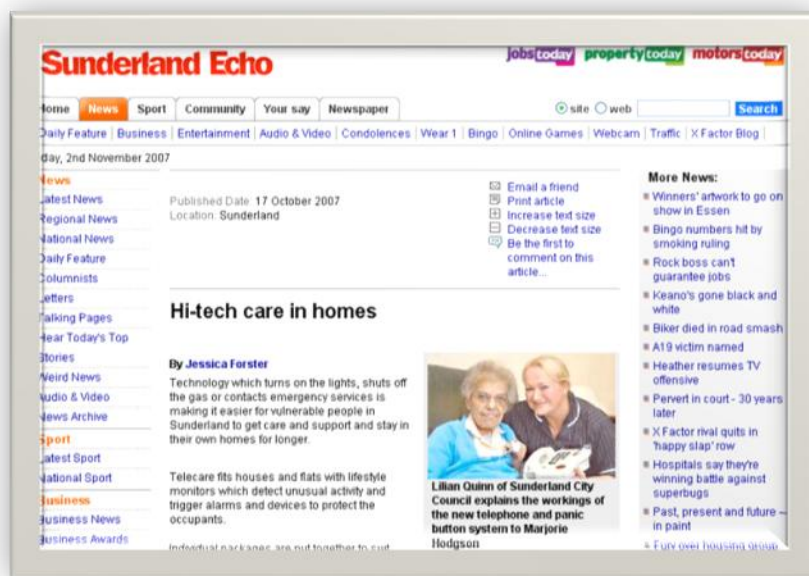 Sunderland Echo
jobstoday propertytoday motorstoday
Home News Sport Community Your say Newspaper
site web Search
Daily Feature | Business | Entertainment | Audio & Video | Condolences | Wear 1 | Bingo | Online Games | Webcam | Traffic | X Factor Blog |
day, 2nd November 2007
News
Latest News
Regional News
National News
Daily Feature
Columnists
Letters
Talking Pages
Hear Today's Top
Stories
Weird News
Audio & Video
News Archive
Sport
Latest Sport
National Sport
Business
Business News
Business Awards
Published Date: 17 October 2007
Location: Sunderland
Email a friend
Print article
Increase text size
Decrease text size
Be the first to
comment on this
article...
Hi-tech care in homes
By Jessica Forster
Technology which turns on the lights, shuts off
the gas or contacts emergency services is
making it easier for vulnerable people in
Sunderland to get care and support and stay in
their own homes for longer.
Telecare fits houses and flats with lifestyle
monitors which detect unusual activity and
trigger alarms and devices to protect the
occupants.
Individual packages are put together to suit
Lilian Quinn of Sunderland City
Council explains the workings of
the new telephone and panic
button system to Marjorie
Hodgson
More News:
Winners' artwork to go on
show in Essen
Bingo numbers hit by
smoking ruling
Rock boss can't
guarantee jobs
Keano's gone black and
white
Biker died in road smash
A19 victim named
Heather resumes TV
offensive
Pervert in court - 30 years
later
X Factor rival quits in
'happy slap' row
Hospitals say they're
winning battle against
superbugs
Past, present and future –
in paint
Fury over housing group